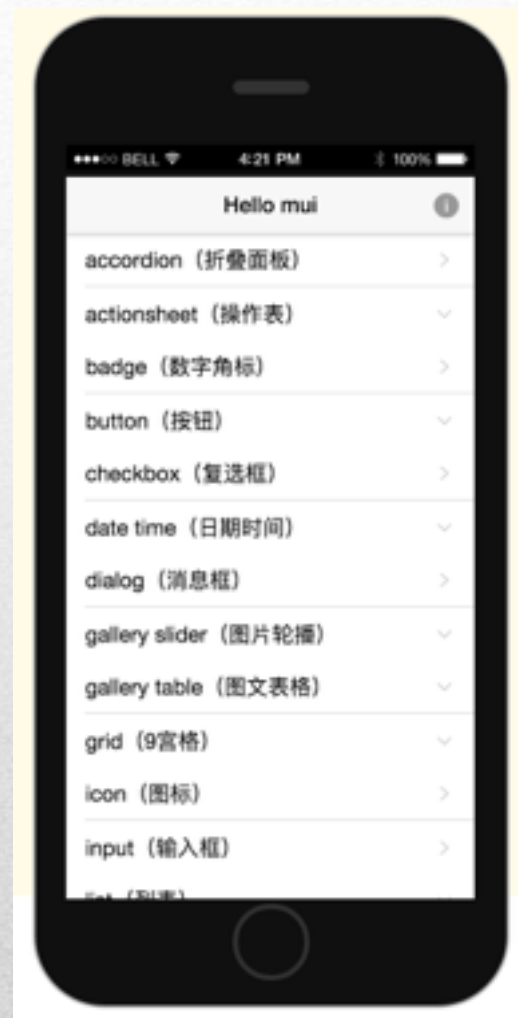 BELL 4:21 PM 100%
Hello mui
accordion（折叠面板）
actionsheet（操作表）
badge（数字角标）
button（按钮）
checkbox（复选框）
date time（日期时间）
dialog（消息框）
gallery slider（图片轮播）
gallery table（图文表格）
grid（9宫格）
icon（图标）
input（输入框）
list（列表）